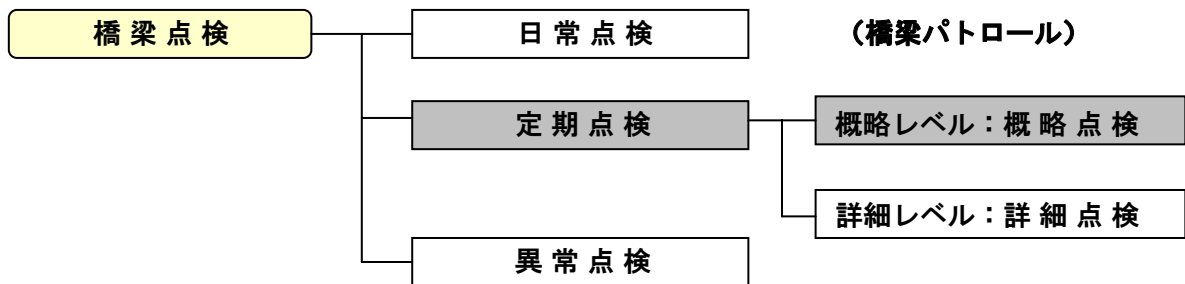 橋梁点検
日常点検
（橋梁パトロール）
定期点検
概略レベル：概略点検
詳細レベル：詳細点検
異常点検